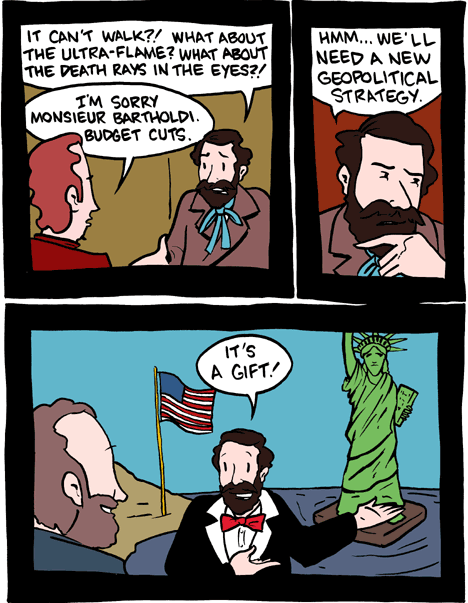 IT CAN'T WALK?! WHAT ABOUT
THE ULTRA-FLAME? WHAT ABOUT
THE DEATH RAYS IN THE EYES?!
I'M SORRY
MONSIEUR BARTHOLDI.
BUDGET CUTS.
HMM... WE'LL
NEED A NEW
GEOPOLITICAL
STRATEGY.
IT'S
A GIFT!